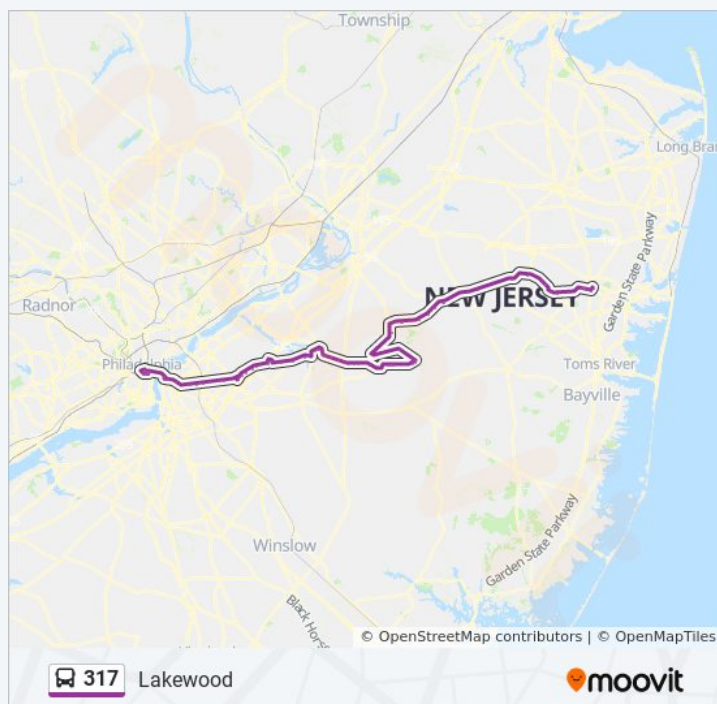 Township
Long Bran
Garden State Parkway
Radnor
NEW JERSEY
Philadelphia
Toms River
Bayville
Garden State Parkway
Winslow
Black Hors
© OpenStreetMap contributors | © OpenMapTiles
317 Lakewood
moovit